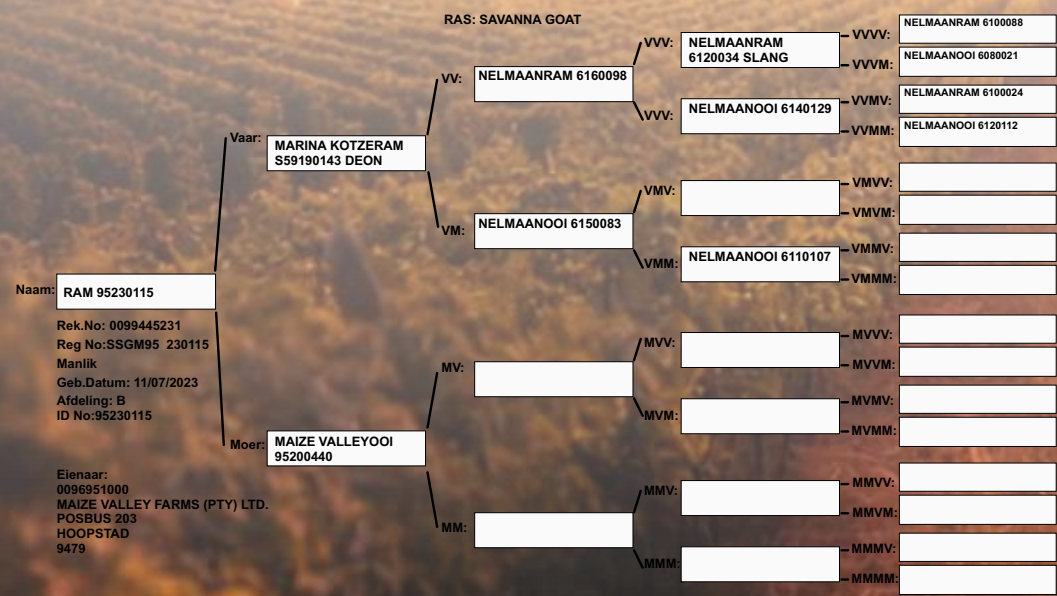 RAS: SAVANNA GOAT
Naam:
RAM 95230115
Rek.No: 0099445231
Reg No:SSGM95 230115
Manlik
Geb.Datum: 11/07/2023
Afdeling: B
ID No:95230115
Eienaar:
0096951000
MAIZE VALLEY FARMS (PTY) LTD.
POSBUS 203
HOOPSTAD
9479
Vaar:
MARINA KOTZERAM
S59190143 DEON
Moer:
MAIZE VALLEYOOI
95200440
VV:
NELMAANRAM 6160098
VM:
NELMAANOOI 6150083
MV:
MM:
VVV:
NELMAANRAM
6120034 SLANG
VVV:
NELMAANOOI 6140129
VMV:
VMM:
NELMAANOOI 6110107
MVV:
MVM:
MMV:
MMM:
VVVV:
NELMAANRAM 6100088
VVVM:
NELMAANOOI 6080021
VVMV:
NELMAANRAM 6100024
VVMM:
NELMAANOOI 6120112
VMVV:
VMVM:
VMMV:
VMMM:
MVVV:
MVVM:
MVMV:
MVMM:
MMVV:
MMVM:
MMMV:
MMMM: